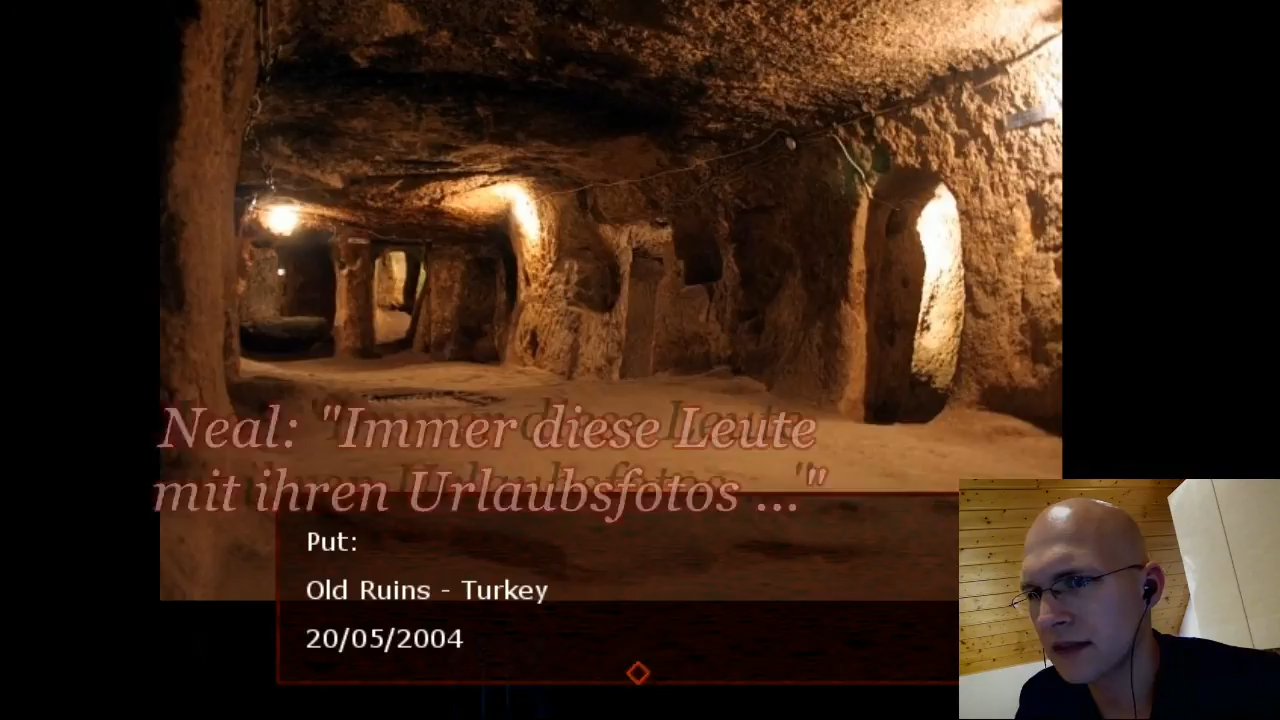 Neal: "Immer diese Leute
mit ihren Urlaubsfotos ..."
Put:
Old Ruins - Turkey
20/05/2004